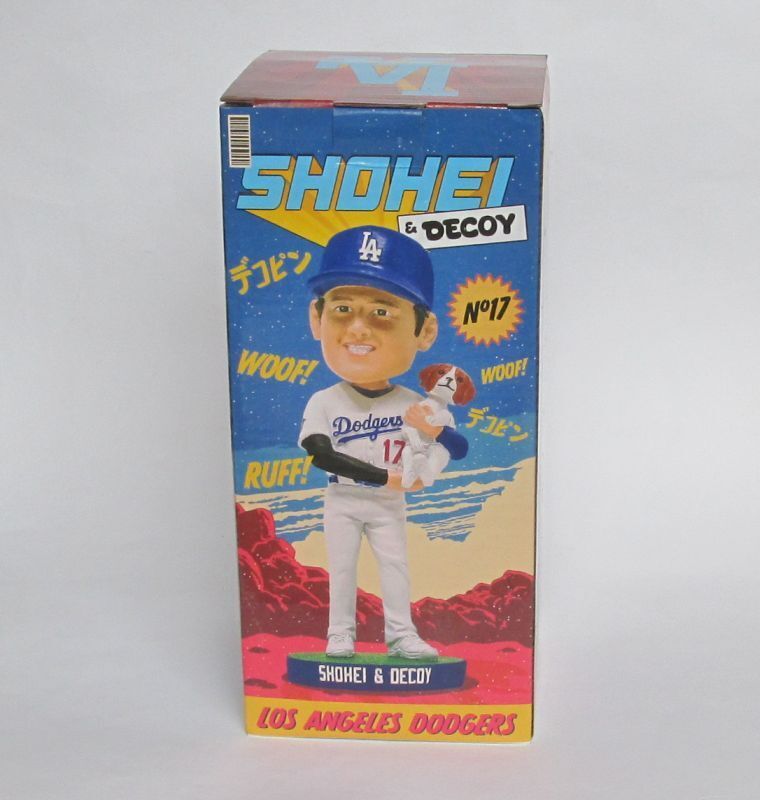 LA
SHOHEI
& DECOY
LA
デコピン
Nº17
WOOF!
WOOF!
Dodgers
デコピン
17
RUFF!
SHOHEI & DECOY
LOS ANGELES DODGERS